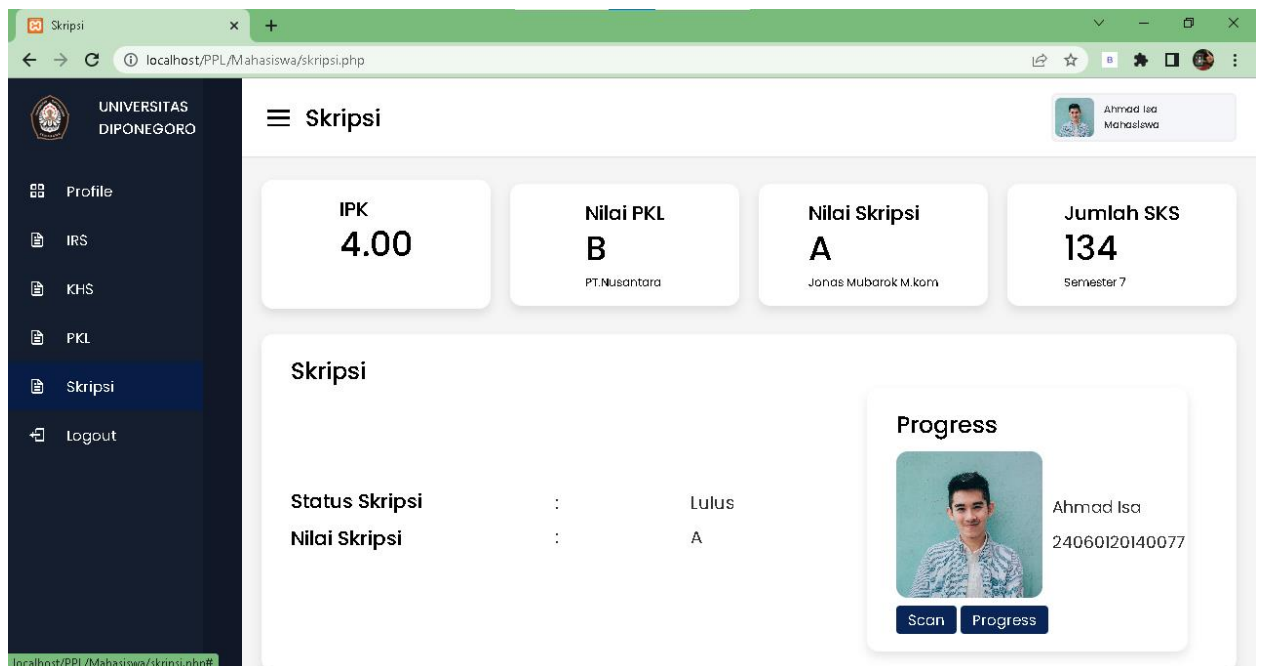 Skripsi
localhost/PPL/Mahasiswa/skripsi.php
B
UNIVERSITAS
DIPONEGORO
Profile
IRS
KHS
PKL
Skripsi
Logout
Skripsi
Ahmad Isa
Mahasiswa
IPK
4.00
Nilai PKL
B
PT.Nusantara
Nilai Skripsi
A
Jonas Mubarok M.kom
Jumlah SKS
134
Semester 7
Skripsi
Status Skripsi : Lulus
Nilai Skripsi : A
Progress
Ahmad Isa
24060120140077
Scan Progress
localhost/PPL/Mahasiswa/skripsi.php#